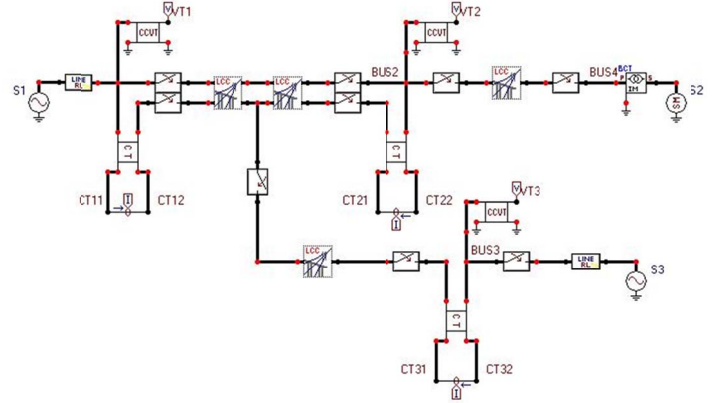 VT1
VT2
CCVT
CCVT
LCC
LCC
BUS2
LCC
BUS4
BCT
P S
IM
S1
LINE
RL
S2
SM
CT
CT
CT11
CT12
I
CT21
CT22
I
VT3
CCVT
LCC
BUS3
LINE
RL
S3
CT
CT31
CT32
I